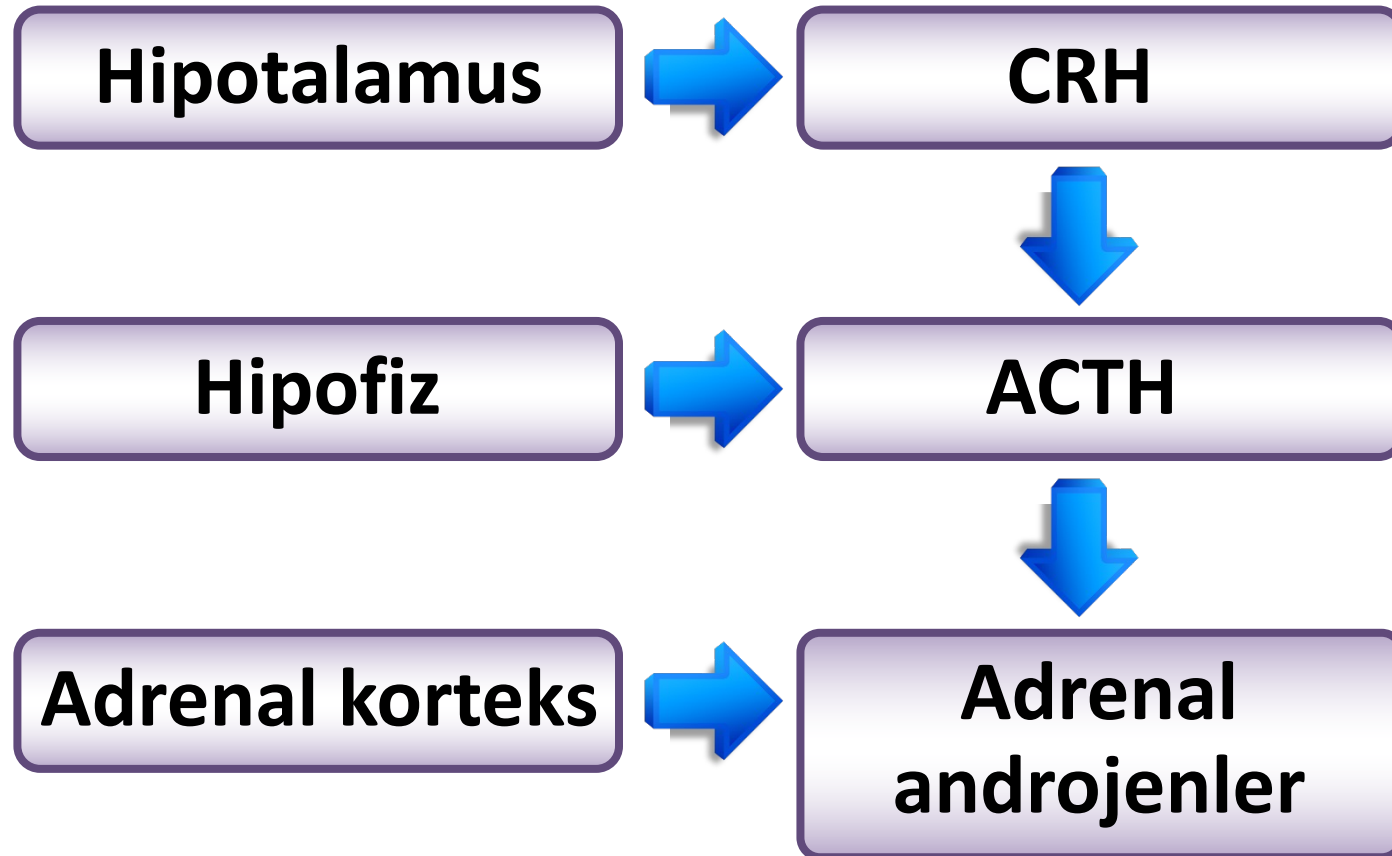 Hipotalamus
CRH
Hipofiz
ACTH
Adrenal korteks
Adrenal
androjenler